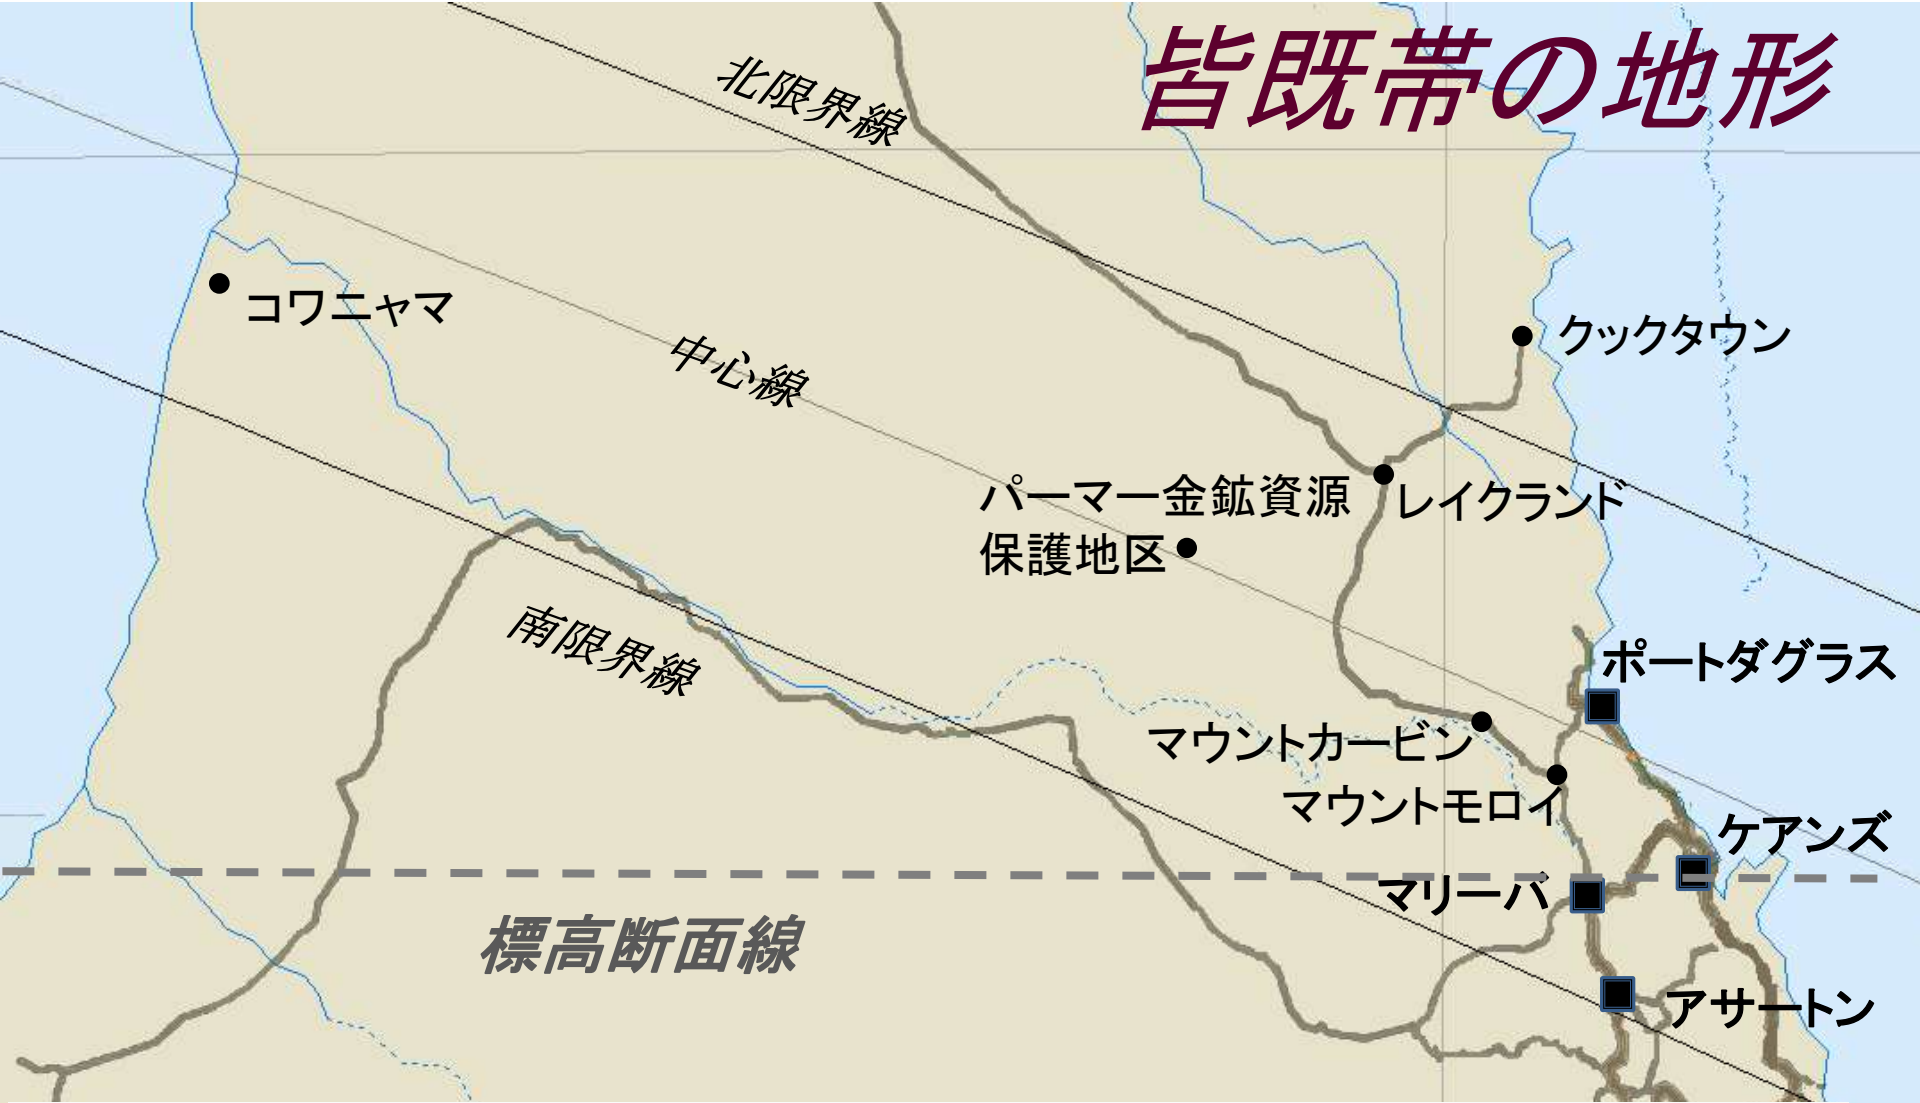 皆既帯の地形
北限界線
コワニャマ
クックタウン
中心線
パーマー金鉱資源
保護地区
レイクランド
南限界線
ポートダグラス
マウントカービン
マウントモロイ
ケアンズ
マリーバ
標高断面線
アサートン